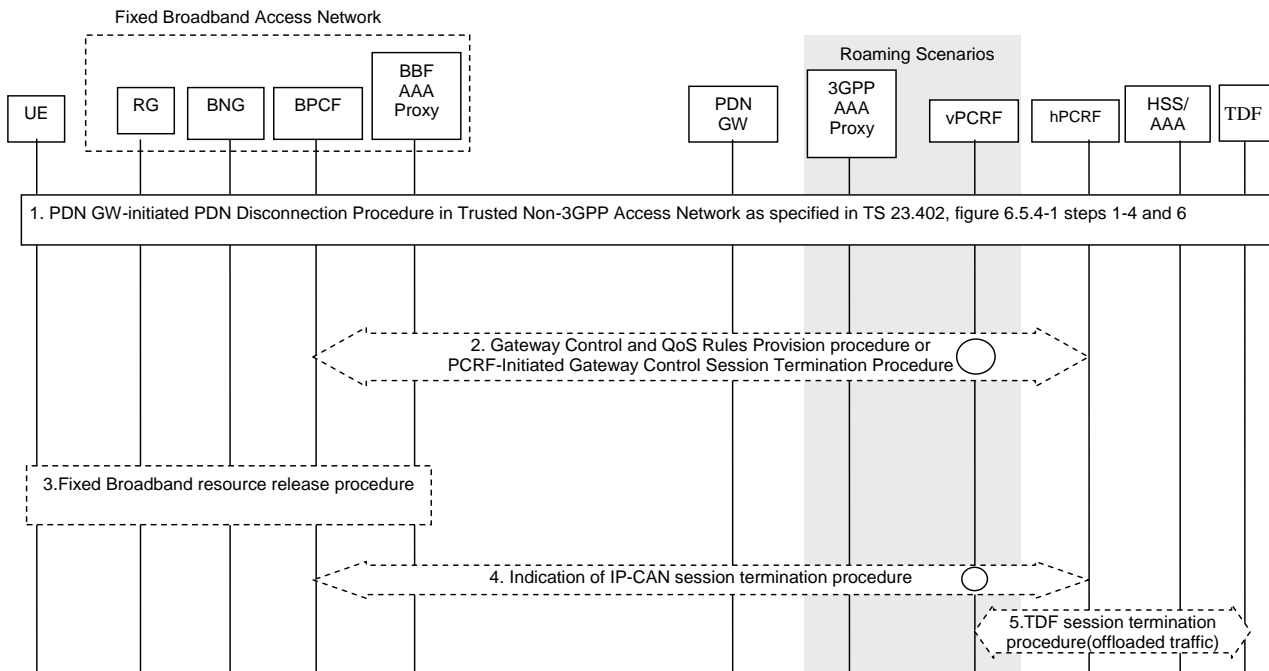 Fixed Broadband Access Network
Roaming Scenarios
UE
RG
BNG
BPCF
BBF
AAA
Proxy
PDN
GW
3GPP
AAA
Proxy
vPCRF
hPCRF
HSS/
AAA
TDF
1. PDN GW-initiated PDN Disconnection Procedure in Trusted Non-3GPP Access Network as specified in TS 23.402, figure 6.5.4-1 steps 1-4 and 6
2. Gateway Control and QoS Rules Provision procedure or
PCRF-Initiated Gateway Control Session Termination Procedure
3.Fixed Broadband resource release procedure
4. Indication of IP-CAN session termination procedure
5.TDF session termination
procedure(offloaded traffic)